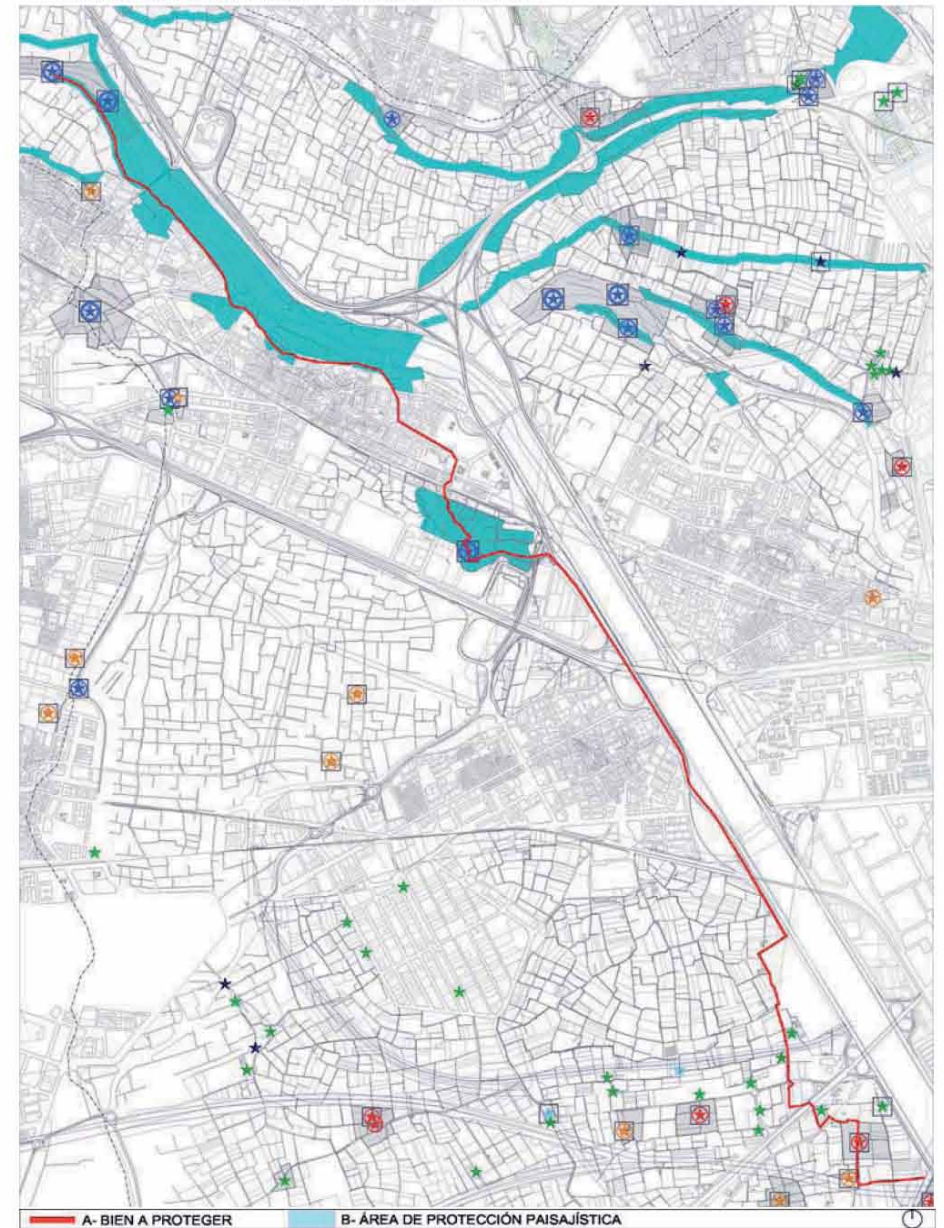 A- BIEN A PROTEGER
B- ÁREA DE PROTECCIÓN PAISAJÍSTICA